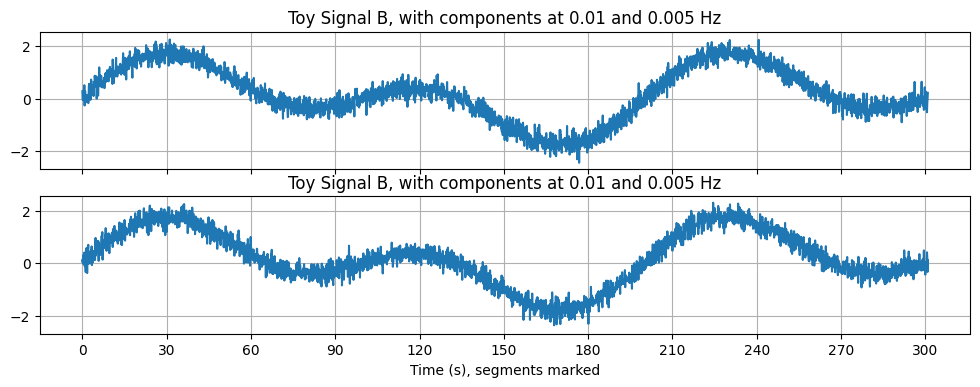 Toy Signal B, with components at 0.01 and 0.005 Hz
2
0
−2
Toy Signal B, with components at 0.01 and 0.005 Hz
2
0
−2
0 30 60 90 120 150 180 210 240 270 300
Time (s), segments marked